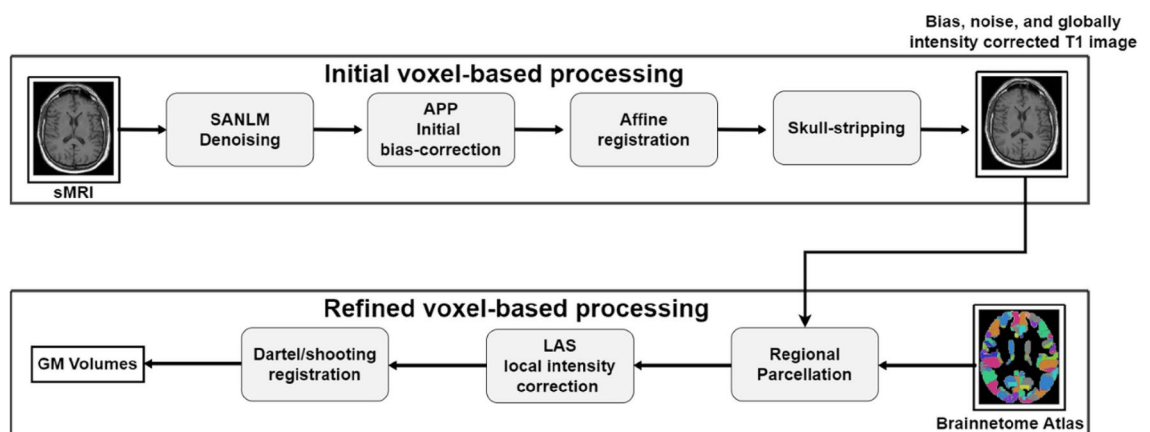 Bias, noise, and globally
intensity corrected T1 image
Initial voxel-based processing
sMRI
SANLM
Denoising
APP
Initial
bias-correction
Affine
registration
Skull-stripping
Refined voxel-based processing
GM Volumes
Dartel/shooting
registration
LAS
local intensity
correction
Regional
Parcellation
Brainnetome Atlas